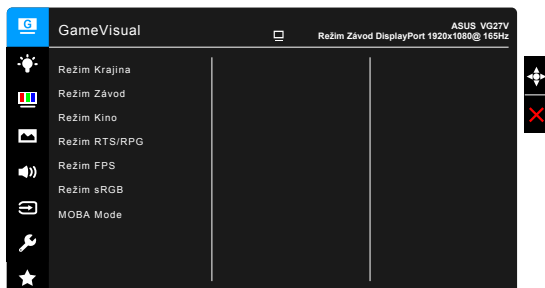 G
GameVisual
ASUS VG27V
Režim Závod DisplayPort 1920x1080@ 165Hz
Režim Krajina
Režim Závod
Režim Kino
Režim RTS/RPG
Režim FPS
Režim sRGB
MOBA Mode